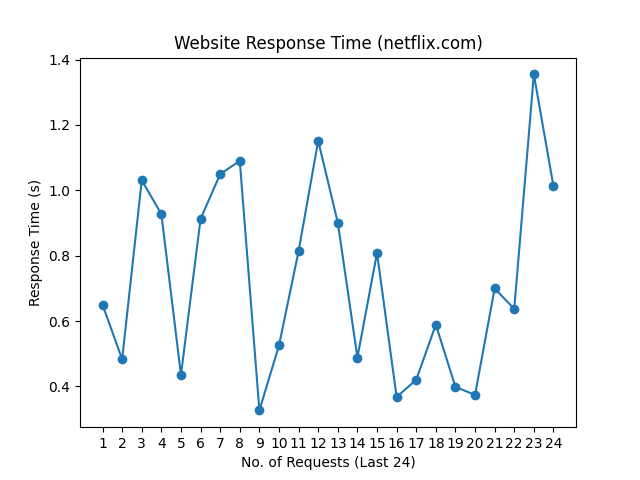 Website Response Time (netflix.com)
1.4
1.2
1.0
0.8
0.6
0.4
Response Time (s)
1 2 3 4 5 6 7 8 9 10 11 12 13 14 15 16 17 18 19 20 21 22 23 24
No. of Requests (Last 24)